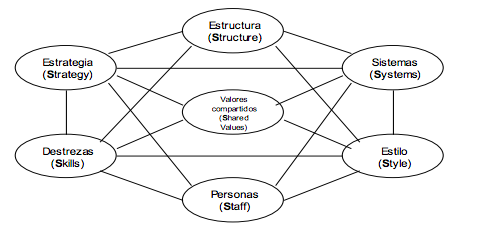 Estructura
(Structure)
Estrategia
(Strategy)
Sistemas
(Systems)
Valores
compartidos
(Shared
Values)
Destrezas
(Skills)
Estilo
(Style)
Personas
(Staff)